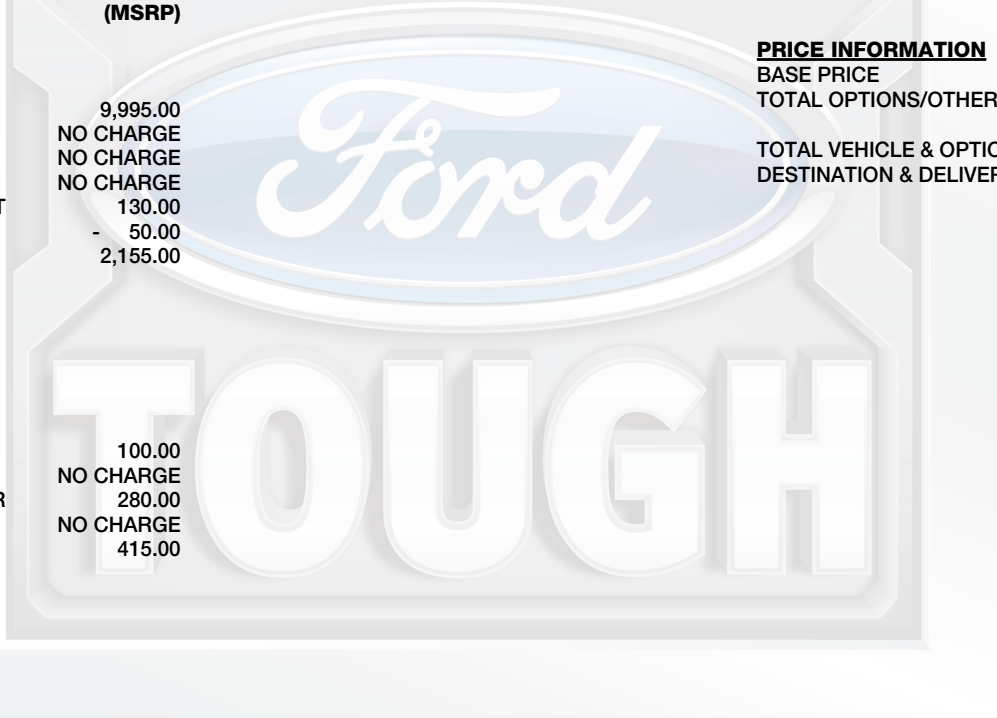 (MSRP)
9,995.00
NO CHARGE
NO CHARGE
NO CHARGE
T 130.00
- 50.00
2,155.00
100.00
NO CHARGE
R 280.00
NO CHARGE
415.00
PRICE INFORMATION
BASE PRICE
TOTAL OPTIONS/OTHER
TOTAL VEHICLE & OPTIO
DESTINATION & DELIVER
Ford
TOUGH